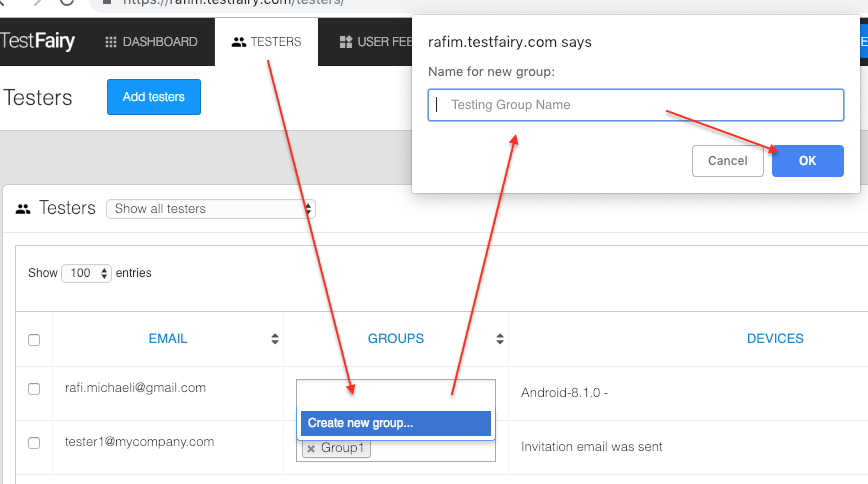 https://rafim.testfairy.com/testers/
TestFairy
DASHBOARD
TESTERS
USER FEE
Testers
Add testers
rafim.testfairy.com says
Name for new group:
Testing Group Name
Cancel
OK
Testers
Show all testers
Show 100 entries
EMAIL
GROUPS
DEVICES
rafi.michaeli@gmail.com
Android-8.1.0 -
Create new group...
tester1@mycompany.com
× Group1
Invitation email was sent